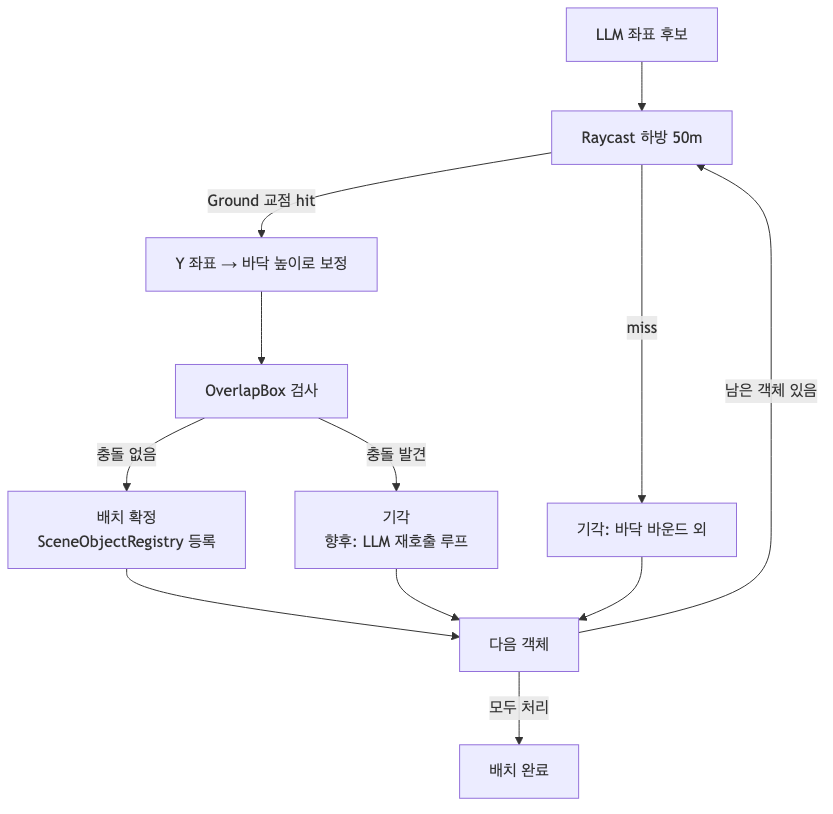 LLM 좌표 후보
Raycast 하방 50m
Ground 교점 hit
Y 좌표 → 바닥 높이로 보정
miss
OverlapBox 검사
남은 객체 있음
충돌 없음
충돌 발견
배치 확정
SceneObjectRegistry 등록
기각
향후: LLM 재호출 루프
기각: 바닥 바운드 외
다음 객체
모두 처리
배치 완료